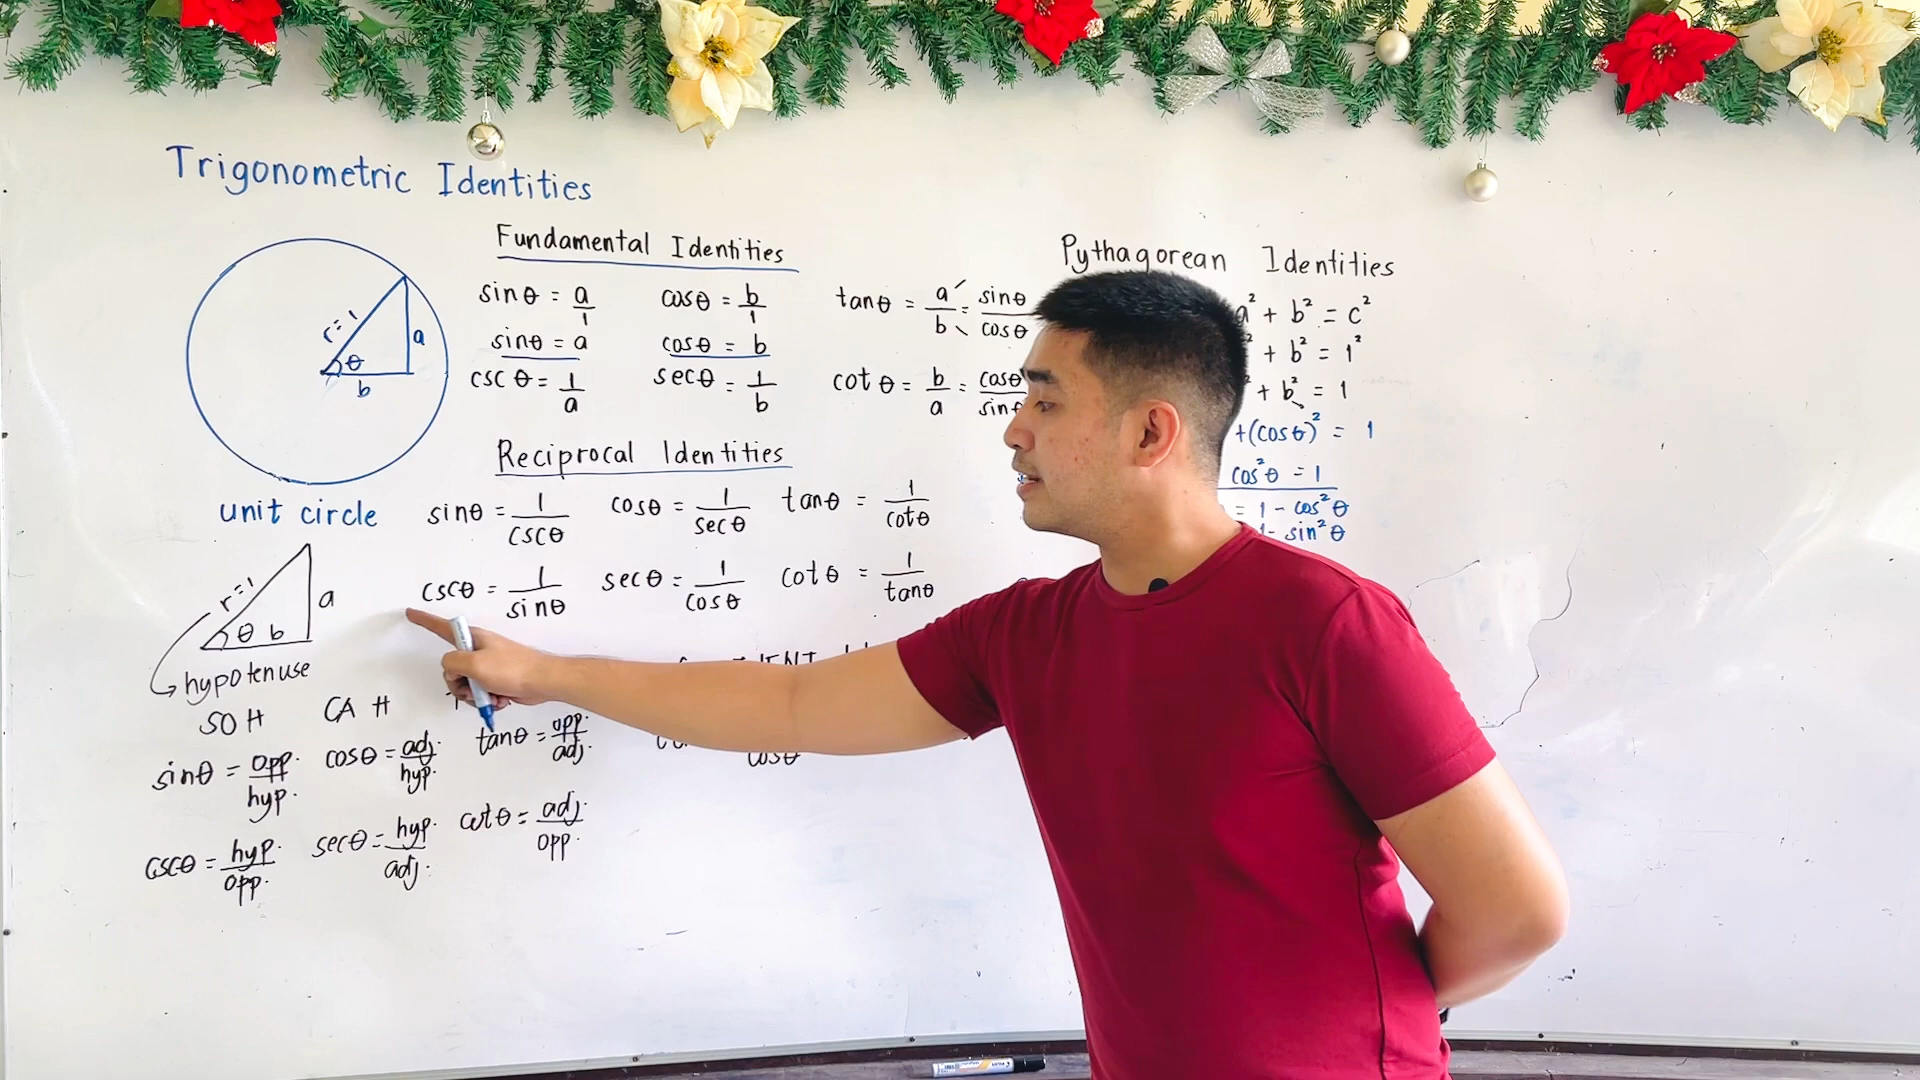 Trigonometric Identities
r=1
θ
a
b
unit circle
r=1
θ b
a
hypotenuse
SOH CAH
sinθ = opp. / hyp.
cosθ = adj. / hyp.
tanθ = opp. / adj.
cscθ = hyp. / opp.
secθ = hyp. / adj.
cotθ = adj. / opp.
Fundamental Identities
sinθ = a / 1
cosθ = b / 1
tanθ = a / b = sinθ / cosθ
sinθ = a
cosθ = b
cscθ = 1 / a
secθ = 1 / b
cotθ = b / a = cosθ / sinθ
Reciprocal Identities
sinθ = 1 / cscθ
cosθ = 1 / secθ
tanθ = 1 / cotθ
cscθ = 1 / sinθ
secθ = 1 / cosθ
cotθ = 1 / tanθ
cosθ
Pythagorean Identities
a² + b² = c²
+ b² = 1²
+ b² = 1
+(cosθ)² = 1
cos²θ = 1
= 1 - cos²θ
1 - sin²θ